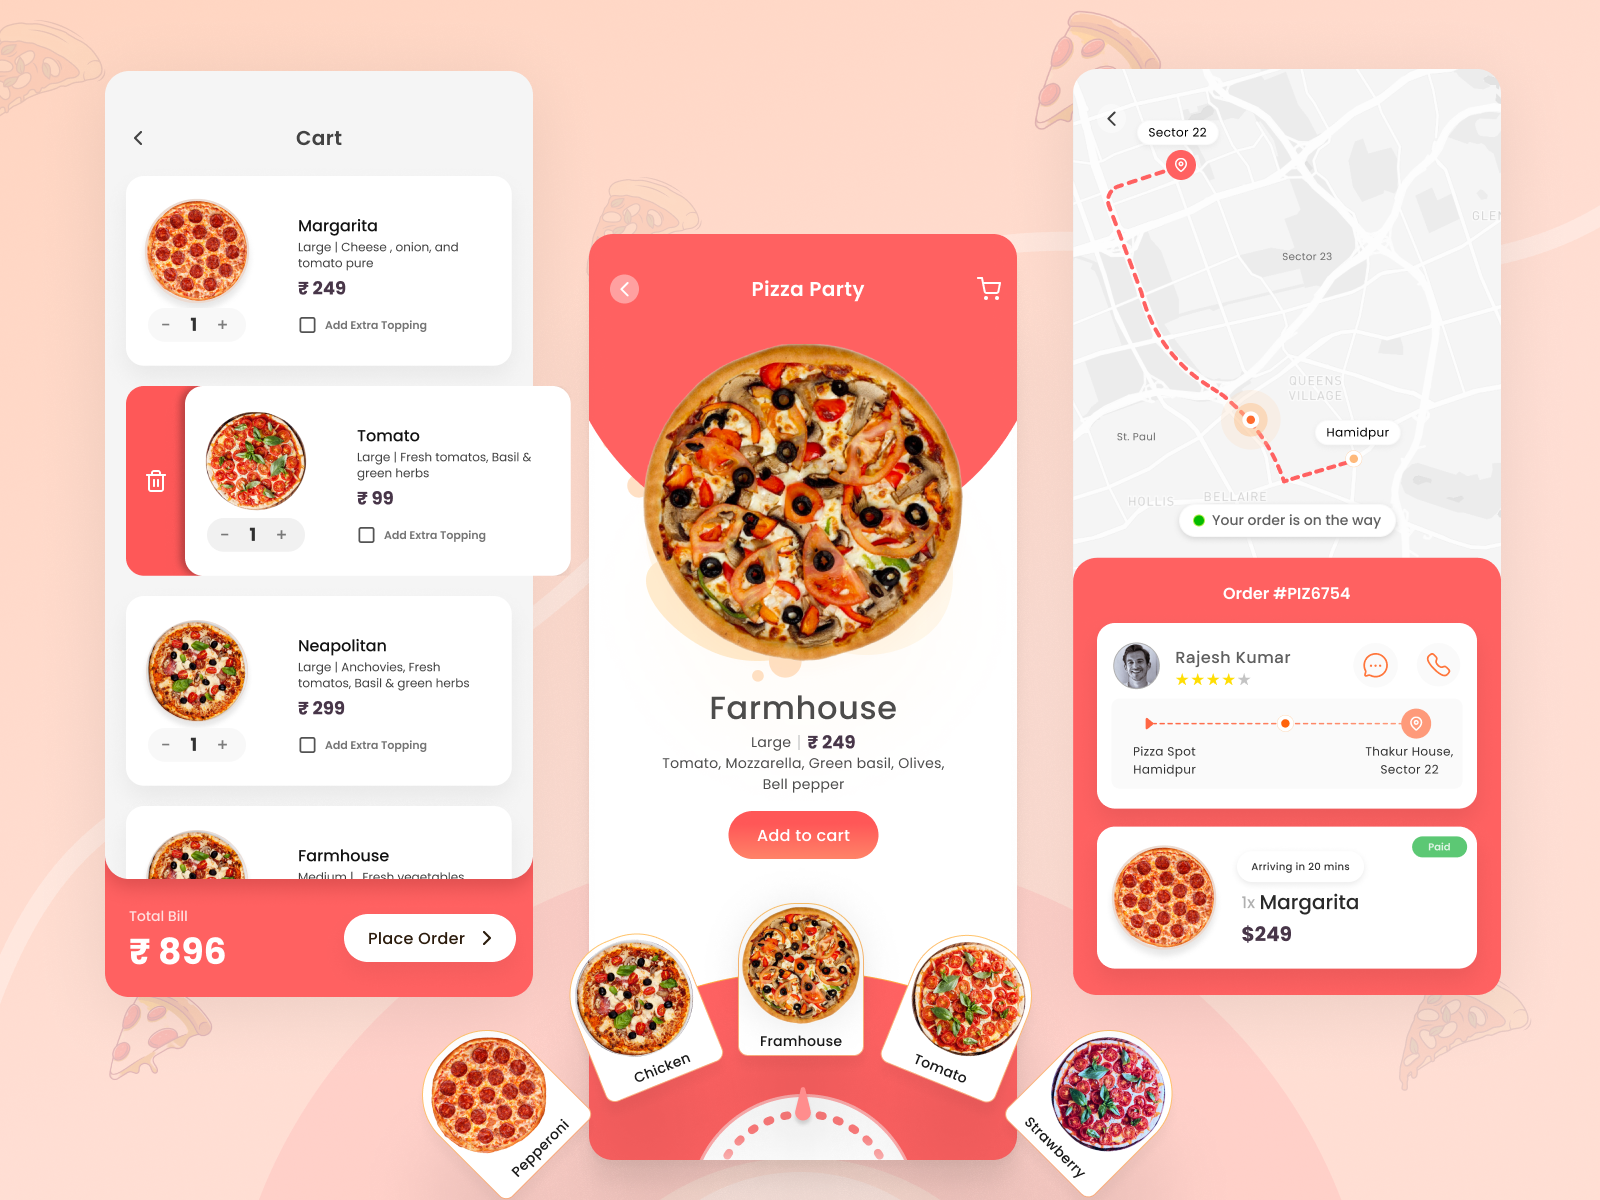 Cart
Margarita
Large | Cheese , onion, and
tomato pure
₹ 249
- 1 +
Add Extra Topping
Tomato
Large | Fresh tomatos, Basil &
green herbs
₹ 99
- 1 +
Add Extra Topping
Neapolitan
Large | Anchovies, Fresh
tomatos, Basil & green herbs
₹ 299
- 1 +
Add Extra Topping
Farmhouse
Medium | Fresh vegetables
Total Bill
₹ 896
Place Order
Pizza Party
Farmhouse
Large | ₹ 249
Tomato, Mozzarella, Green basil, Olives,
Bell pepper
Add to cart
Pepperoni
Chicken
Framhouse
Tomato
Strawberry
Sector 22
GLEN
Sector 23
QUEENS
VILLAGE
Hamidpur
St. Paul
HOLLIS
BELLAIRE
Your order is on the way
Order #PIZ6754
Rajesh Kumar
Pizza Spot
Hamidpur
Thakur House,
Sector 22
Paid
Arriving in 20 mins
1x Margarita
$249